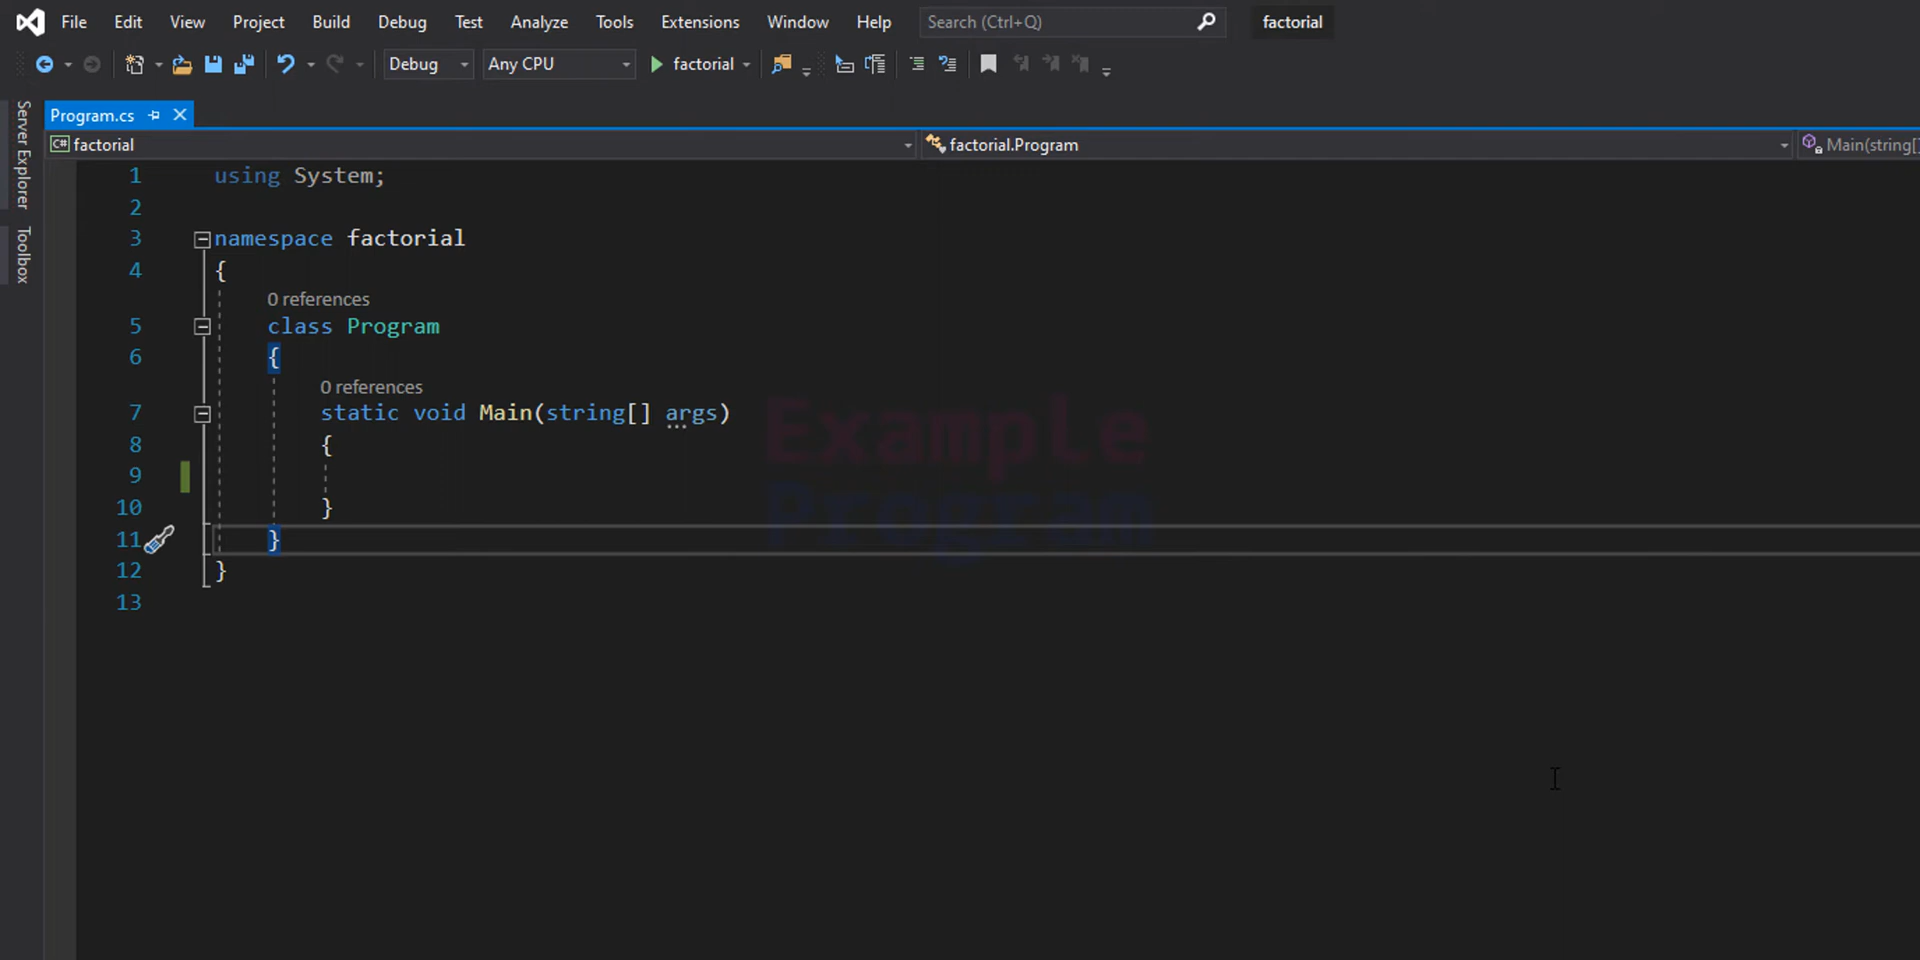 File Edit View Project Build Debug Test Analyze Tools Extensions Window Help Search (Ctrl+Q) factorial
Debug Any CPU factorial
Program.cs
C# factorial factorial.Program Main(string[]
Server Explorer
Toolbox
1 using System;
2
3 namespace factorial
4 {
0 references
5 class Program
6 {
0 references
7 static void Main(string[] args)
8 {
9
10 }
11 }
12 }
13
Example
Program